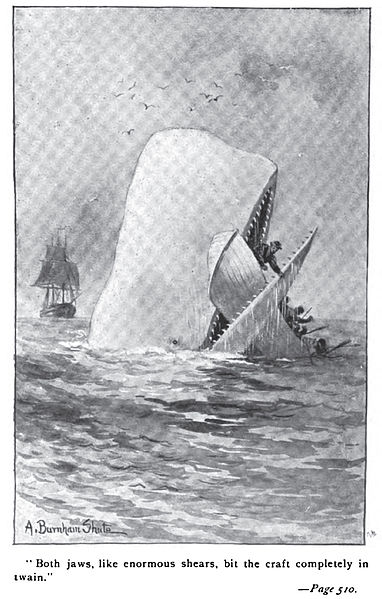 A. Burnham Shute
"Both jaws, like enormous shears, bit the craft completely in
twain."
—Page 510.